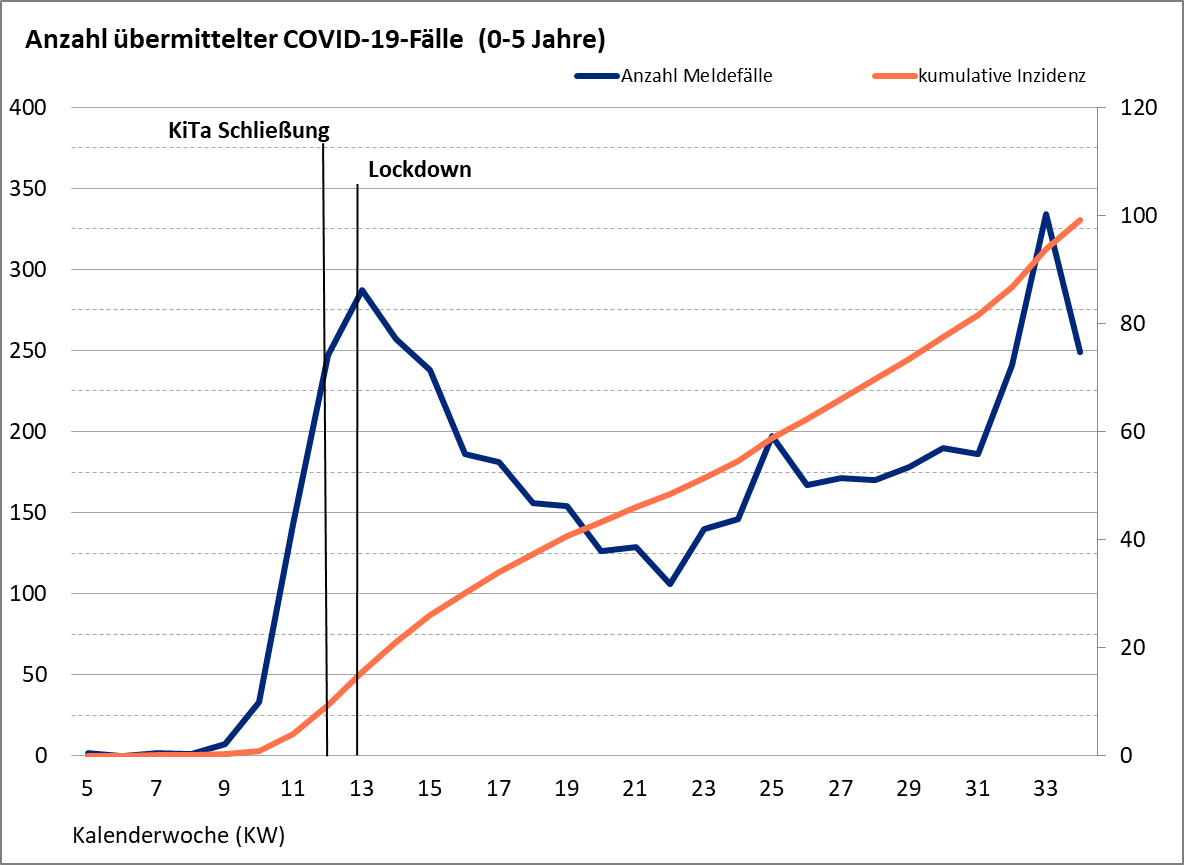 Anzahl übermittelter COVID-19-Fälle (0-5 Jahre)
Anzahl Meldefälle kumulative Inzidenz
400 120
KiTa Schließung
Lockdown
350
100
300
80
250
200 60
150
40
100
20
50
0 0
5 7 9 11 13 15 17 19 21 23 25 27 29 31 33
Kalenderwoche (KW)